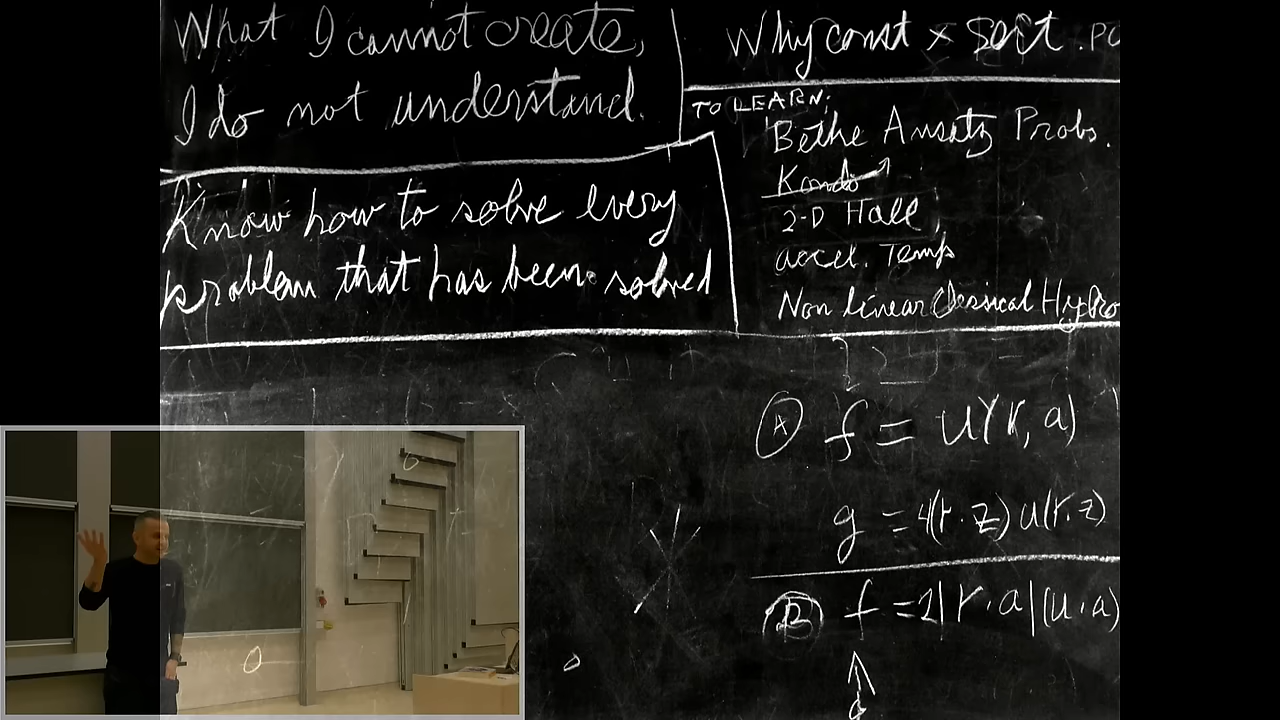 What I cannot create,
I do not understand.
Know how to solve every
problem that has been solved
Why const × sort . PO
TO LEARN:
Bethe Ansatz Probs.
Kondo
2-D Hall
accel. Temp
Non linear Classical Hydro
A f = u(r, a)
g = 4(r·z) u(r.z)
B f = 2|r·a|(u·a)